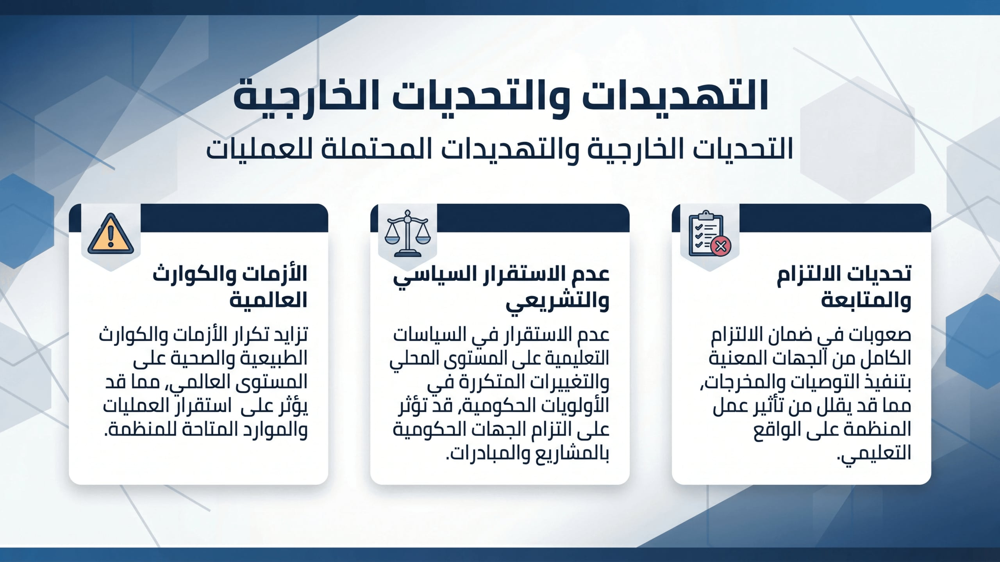 التهديدات والتحديات الخارجية
التحديات الخارجية والتهديدات المحتملة للعمليات
تحديات الالتزام
والمتابعة
صعوبات في ضمان الالتزام
الكامل من الجهات المعنية
بتنفيذ التوصيات والمخرجات،
مما قد يقلل من تأثير عمل
المنظمة على الواقع
التعليمي.
عدم الاستقرار السياسي
والتشريعي
عدم الاستقرار في السياسات
التعليمية على المستوى المحلي
والتغييرات المتكررة في
الأولويات الحكومية، قد تؤثر
على التزام الجهات الحكومية
بالمشاريع والمبادرات.
الأزمات والكوارث
العالمية
تزايد تكرار الأزمات والكوارث
الطبيعية والصحية على
المستوى العالمي، مما قد
يؤثر على استقرار العمليات
والموارد المتاحة للمنظمة.